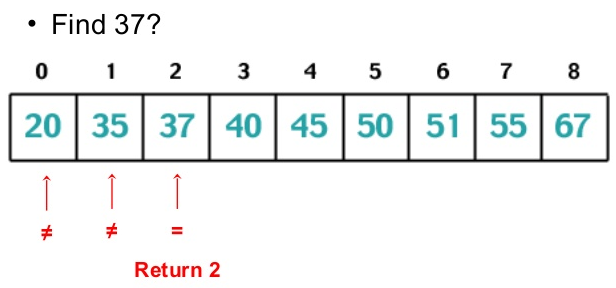 • Find 37?
0 1 2 3 4 5 6 7 8
20 35 37 40 45 50 51 55 67
↑ ↑ ↑
≠ ≠ =
Return 2